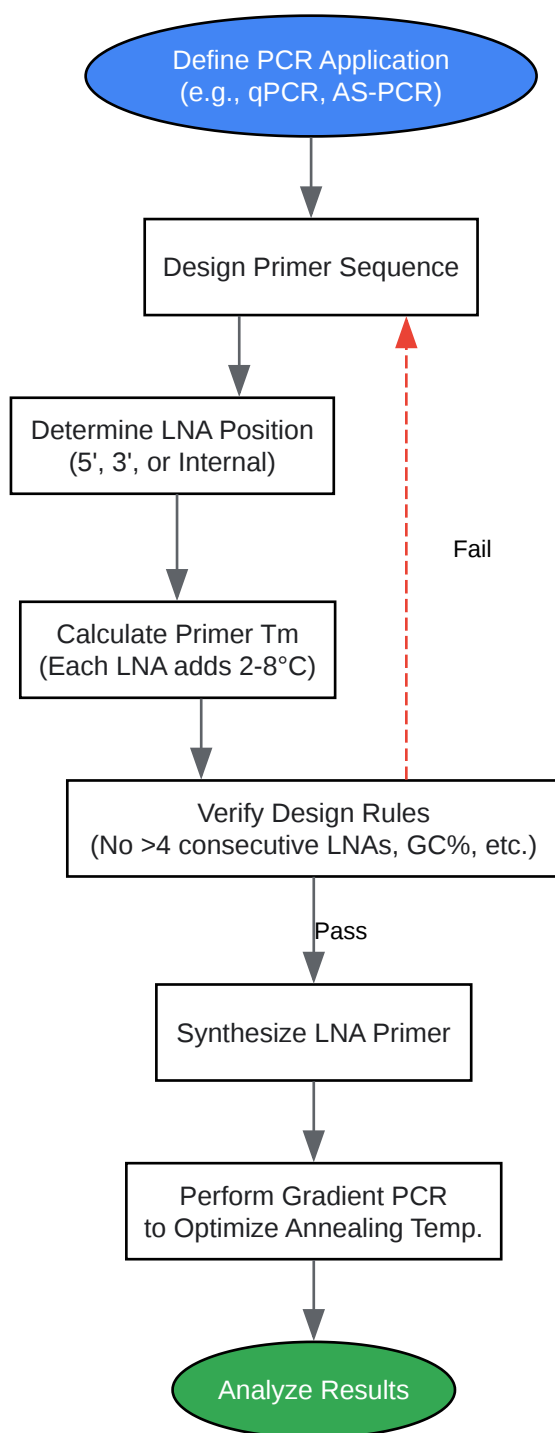 Define PCR Application
(e.g., qPCR, AS-PCR)
Design Primer Sequence
Determine LNA Position
(5', 3', or Internal)
Fail
Calculate Primer Tm
(Each LNA adds 2-8°C)
Verify Design Rules
(No >4 consecutive LNAs, GC%, etc.)
Pass
Synthesize LNA Primer
Perform Gradient PCR
to Optimize Annealing Temp.
Analyze Results